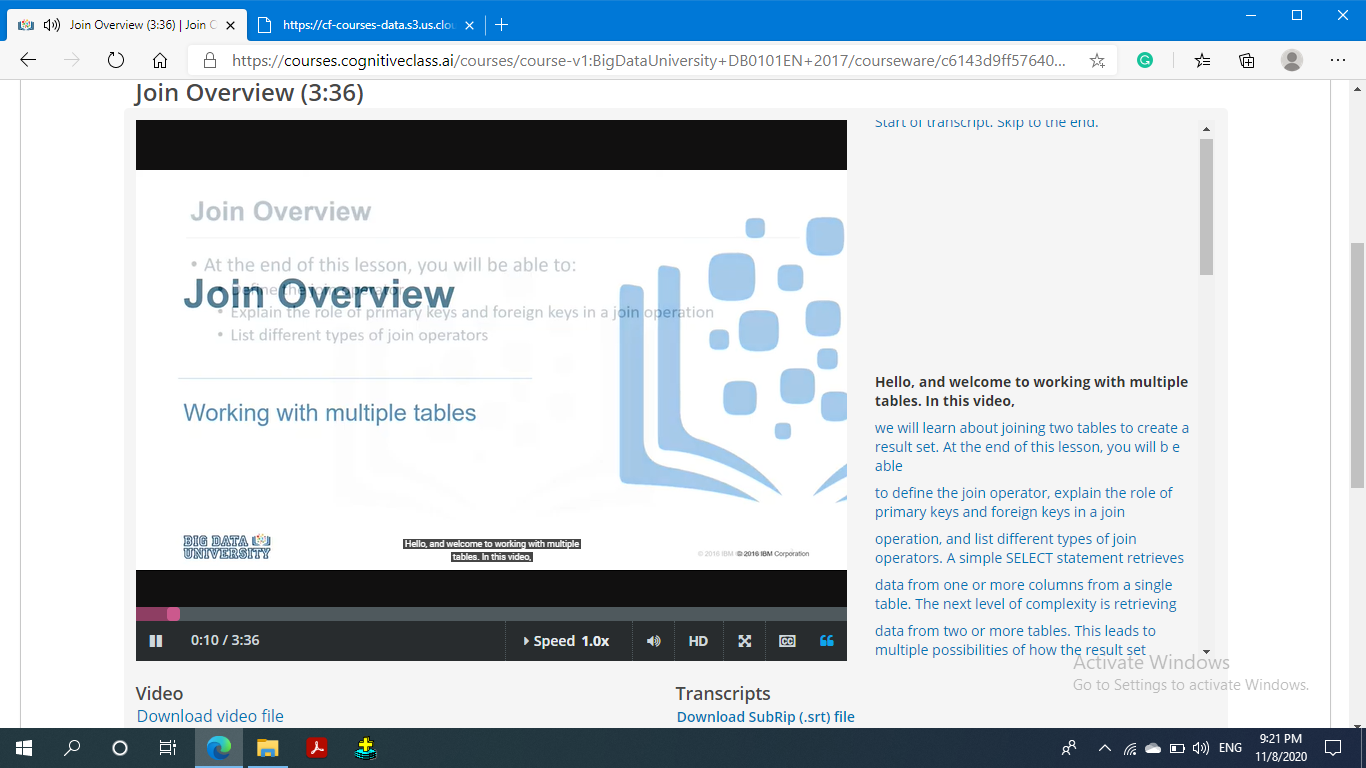 Join Overview (3:36) | Join C
https://cf-courses-data.s3.us.clou
https://courses.cognitiveclass.ai/courses/course-v1:BigDataUniversity+DB0101EN+2017/courseware/c6143d9ff57640...
Join Overview (3:36)
Join Overview
• At the end of this lesson, you will be able to:
• Define the join operator
Join Overview
• Explain the role of primary keys and foreign keys in a join operation
• List different types of join operators
Working with multiple tables
BIG DATA
UNIVERSITY
Hello, and welcome to working with multiple
tables. In this video,
© 2016 IBM
© 2016 IBM Corporation
0:10 / 3:36
Speed 1.0x
HD
CC
Start of transcript. Skip to the end.
Hello, and welcome to working with multiple
tables. In this video,
we will learn about joining two tables to create a
result set. At the end of this lesson, you will b e
able
to define the join operator, explain the role of
primary keys and foreign keys in a join
operation, and list different types of join
operators. A simple SELECT statement retrieves
data from one or more columns from a single
table. The next level of complexity is retrieving
data from two or more tables. This leads to
multiple possibilities of how the result set
Activate Windows
Go to Settings to activate Windows.
Video
Download video file
Transcripts
Download SubRip (.srt) file
ENG
9:21 PM
11/8/2020